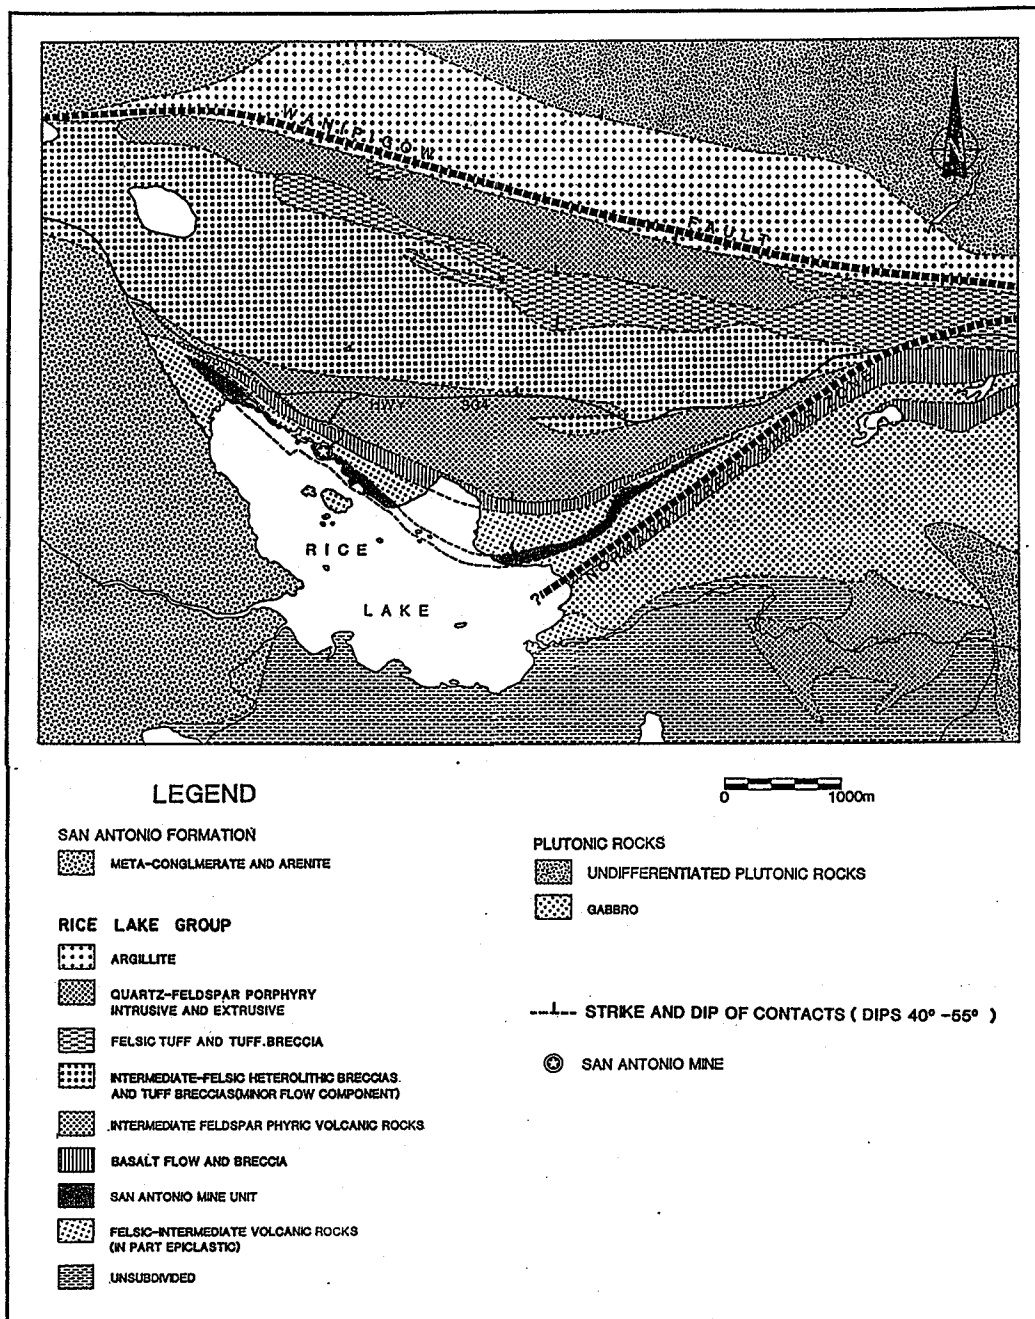 WANIPIGOW
FAULT
N
HWY 304
RICE
LAKE
?
LEGEND
0 1000m
SAN ANTONIO FORMATION
META-CONGLMERATE AND ARENITE
PLUTONIC ROCKS
UNDIFFERENTIATED PLUTONIC ROCKS
GABBRO
RICE LAKE GROUP
ARGILLITE
QUARTZ-FELDSPAR PORPHYRY
INTRUSIVE AND EXTRUSIVE
FELSIC TUFF AND TUFF.BRECCIA
INTERMEDIATE-FELSIC HETEROLITHIC BRECCIAS.
AND TUFF BRECCIAS(MINOR FLOW COMPONENT)
INTERMEDIATE FELDSPAR PHYRIC VOLCANIC ROCKS
BASALT FLOW AND BRECCIA
SAN ANTONIO MINE UNIT
FELSIC-INTERMEDIATE VOLCANIC ROCKS
(IN PART EPICLASTIC)
UNSUBDIVIDED
STRIKE AND DIP OF CONTACTS ( DIPS 40° -55° )
SAN ANTONIO MINE